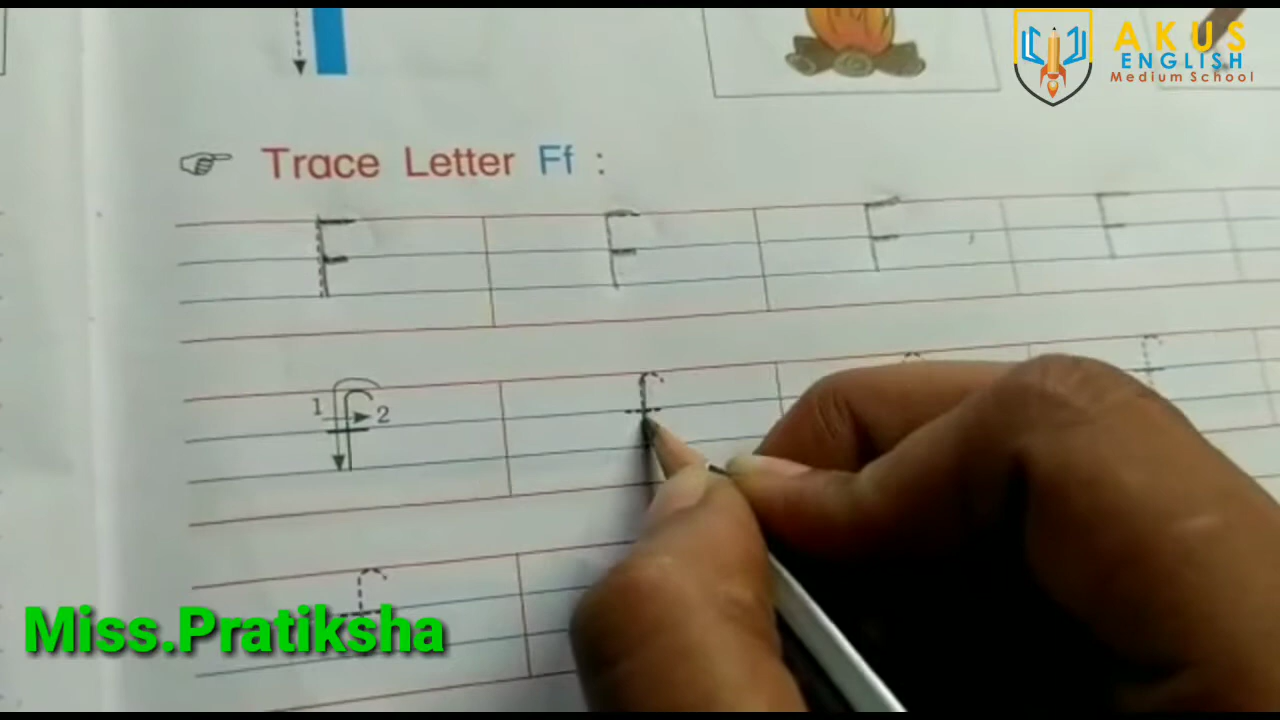 AKUS
ENGLISH
Medium School
Trace Letter Ff :
F F F F
1 2
f f f
f
Miss.Pratiksha